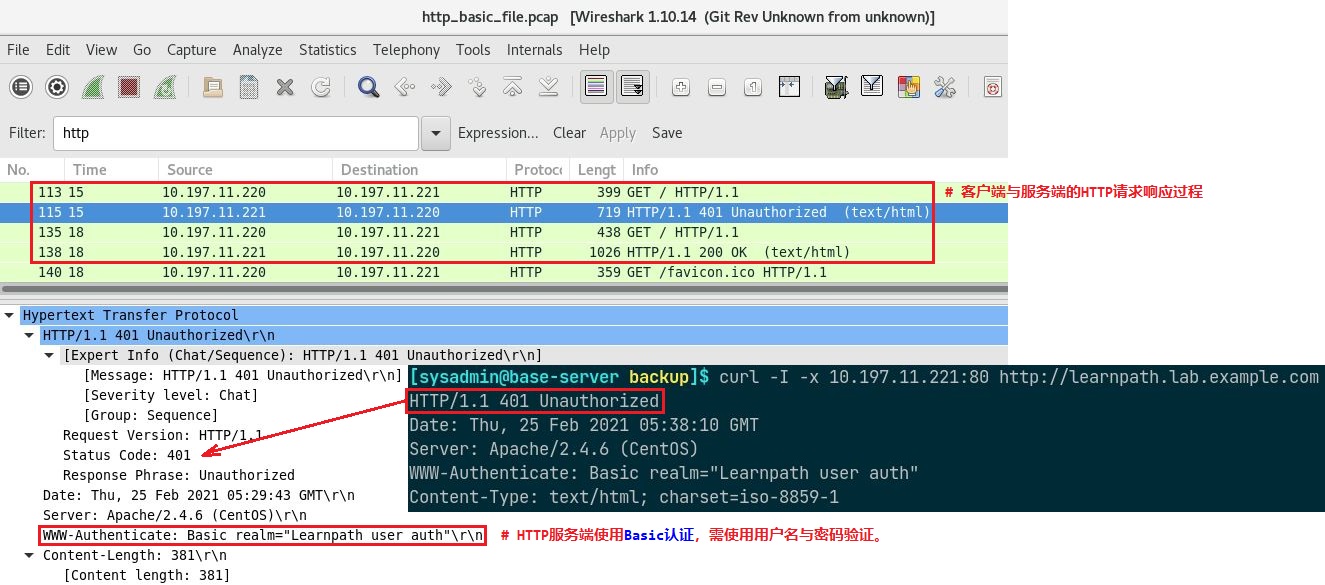 http_basic_file.pcap [Wireshark 1.10.14 (Git Rev Unknown from unknown)]
File Edit View Go Capture Analyze Statistics Telephony Tools Internals Help
Filter: http Expression... Clear Apply Save
No. Time Source Destination Protoc Lengt Info
113 15 10.197.11.220 10.197.11.221 HTTP 399 GET / HTTP/1.1 # 客户端与服务端的HTTP请求响应过程
115 15 10.197.11.221 10.197.11.220 HTTP 719 HTTP/1.1 401 Unauthorized (text/html)
135 18 10.197.11.220 10.197.11.221 HTTP 438 GET / HTTP/1.1
138 18 10.197.11.221 10.197.11.220 HTTP 1026 HTTP/1.1 200 OK (text/html)
140 18 10.197.11.220 10.197.11.221 HTTP 359 GET /favicon.ico HTTP/1.1
Hypertext Transfer Protocol
HTTP/1.1 401 Unauthorized\r\n
[Expert Info (Chat/Sequence): HTTP/1.1 401 Unauthorized\r\n]
[Message: HTTP/1.1 401 Unauthorized\r\n]
[Severity level: Chat]
[Group: Sequence]
Request Version: HTTP/1.1
Status Code: 401
Response Phrase: Unauthorized
Date: Thu, 25 Feb 2021 05:29:43 GMT\r\n
Server: Apache/2.4.6 (CentOS)\r\n
WWW-Authenticate: Basic realm="Learnpath user auth"\r\n # HTTP服务端使用Basic认证，需使用用户名与密码验证。
Content-Length: 381\r\n
[Content length: 381]
[sysadmin@base-server backup]$ curl -I -x 10.197.11.221:80 http://learnpath.lab.example.com
HTTP/1.1 401 Unauthorized
Date: Thu, 25 Feb 2021 05:38:10 GMT
Server: Apache/2.4.6 (CentOS)
WWW-Authenticate: Basic realm="Learnpath user auth"
Content-Type: text/html; charset=iso-8859-1